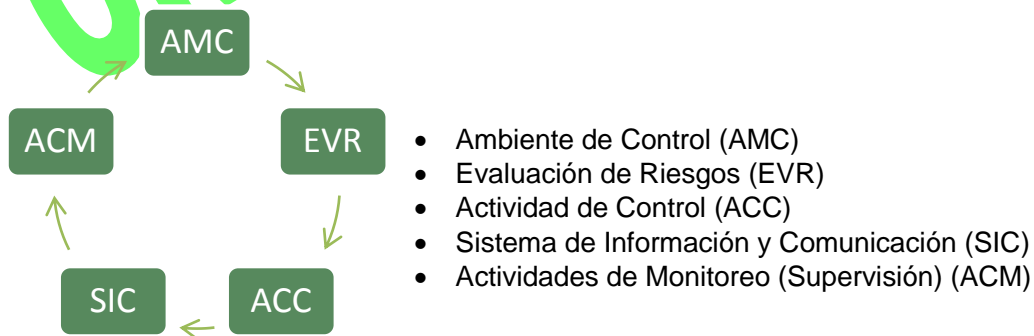 AMC
ACM
EVR
SIC
ACC
• Ambiente de Control (AMC)
• Evaluación de Riesgos (EVR)
• Actividad de Control (ACC)
• Sistema de Información y Comunicación (SIC)
• Actividades de Monitoreo (Supervisión) (ACM)